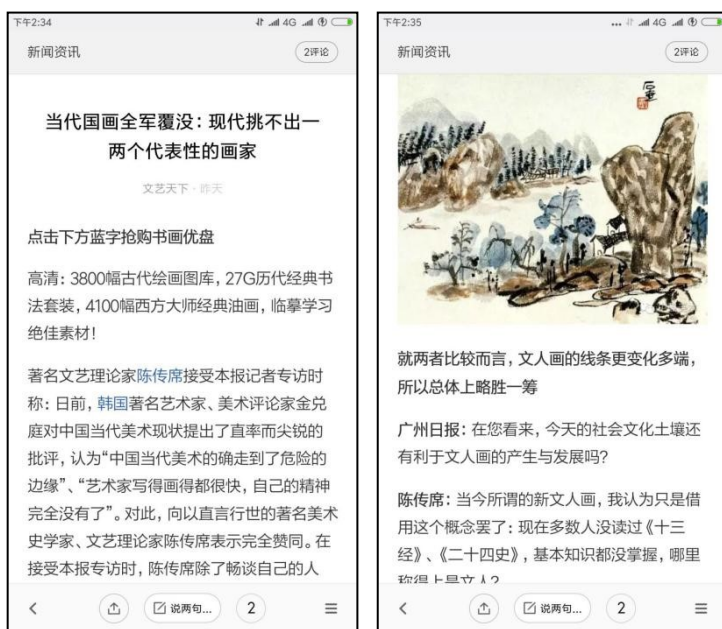 下午2:34
4G
新闻资讯
2评论
当代国画全军覆没：现代挑不出一
两个代表性的画家
文艺天下·昨天
点击下方蓝字抢购书画优盘
高清：3800幅古代绘画图库，27G历代经典书
法套装，4100幅西方大师经典油画，临摹学习
绝佳素材！
著名文艺理论家陈传席接受本报记者专访时
称：日前，韩国著名艺术家、美术评论家金兑
庭对中国当代美术现状提出了直率而尖锐的
批评，认为“中国当代美术的确走到了危险的
边缘”、“艺术家写得画得都很快，自己的精神
完全没有了”。对此，向以直言行世的著名美术
史学家、文艺理论家陈传席表示完全赞同。在
接受本报专访时，陈传席除了畅谈自己的人
说两句...
2
下午2:35
... 4G
新闻资讯
2评论
就两者比较而言，文人画的线条更变化多端，
所以总体上略胜一筹
广州日报：在您看来，今天的社会文化土壤还
有利于文人画的产生与发展吗？
陈传席：当今所谓的新文人画，我认为只是借
用这个概念罢了：现在多数人没读过《十三
经》、《二十四史》，基本知识都没掌握，哪里
称得上是文人？
说两句...
2